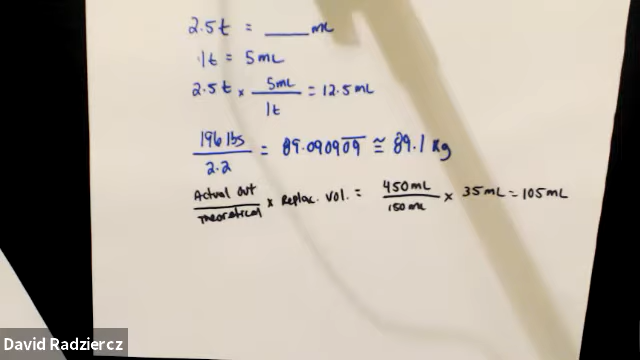 2.5t = ____ mL
1t = 5mL
2.5t x 5mL/1t = 12.5mL
196 lbs/2.2 = 89.090909 ≅ 89.1 kg
Actual out/Theoretical x Replac. Vol. = 450mL/150mL x 35mL = 105mL
David Radziercz